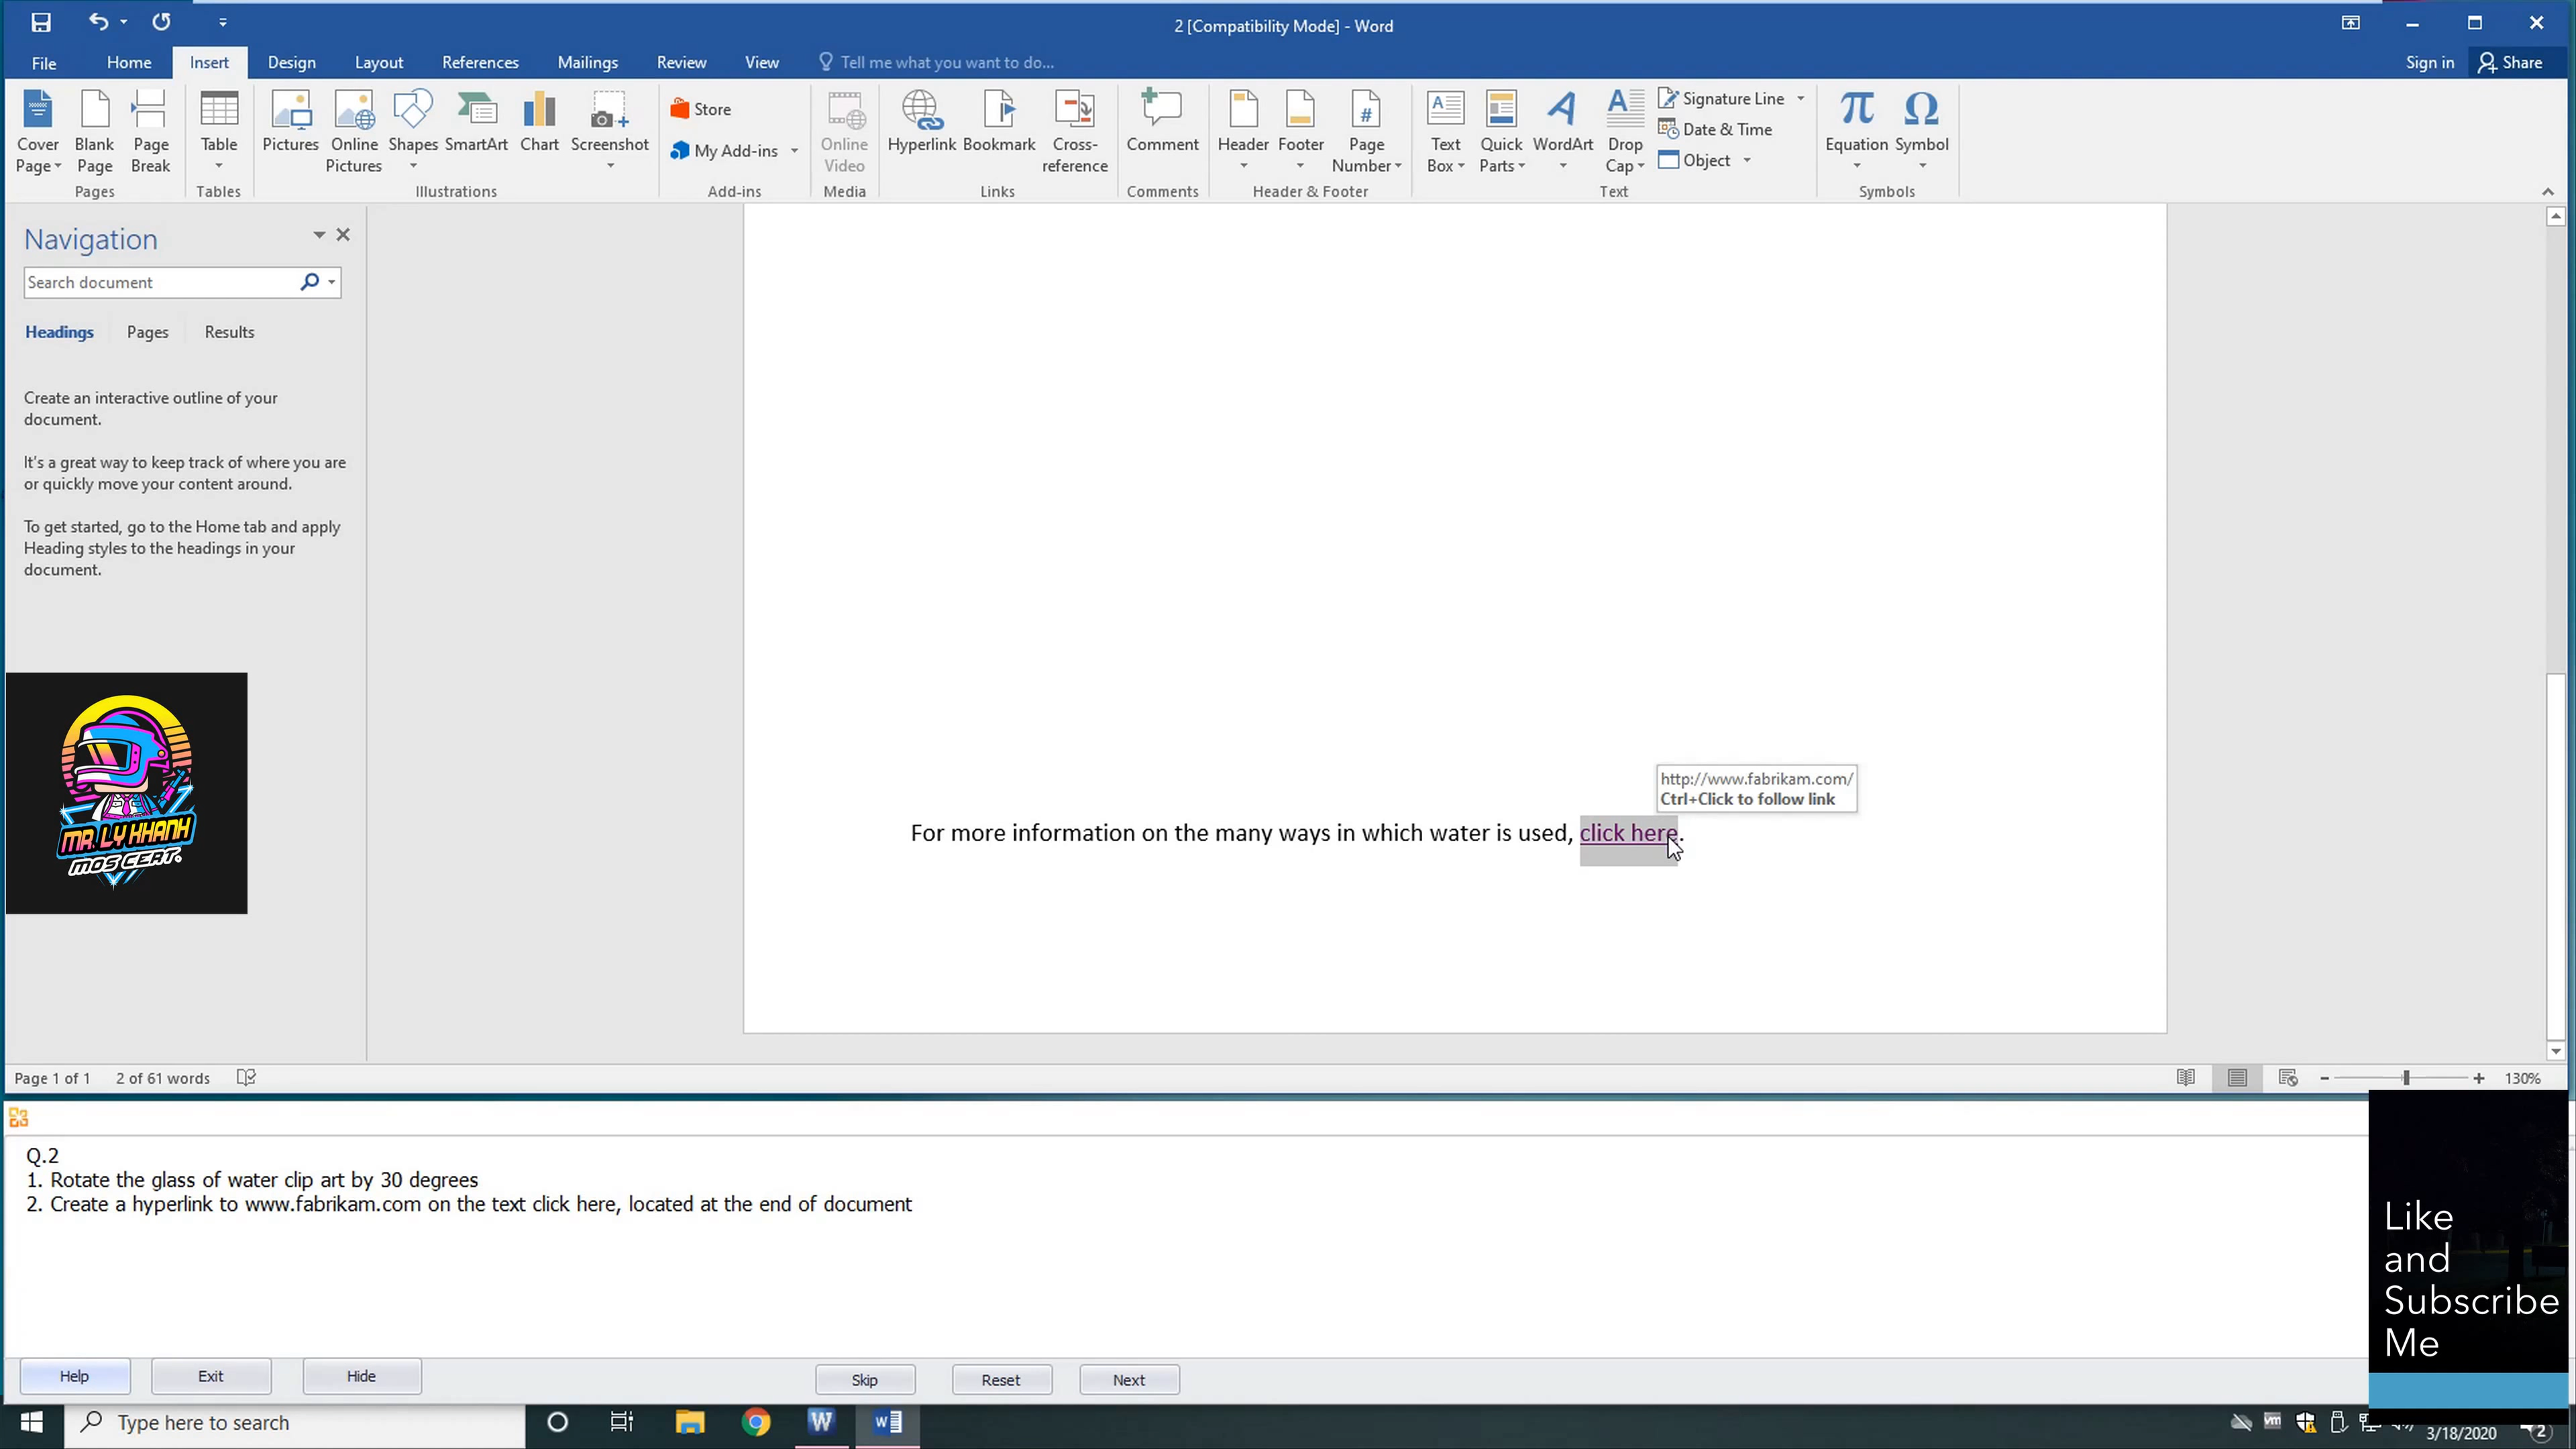 2 [Compatibility Mode] - Word
File Home Insert Design Layout References Mailings Review View Tell me what you want to do... Sign in Share
Cover Page
Blank Page
Page Break
Pages
Table
Tables
Pictures
Online Pictures
Shapes
SmartArt
Chart
Screenshot
Illustrations
Store
My Add-ins
Add-ins
Online Video
Media
Hyperlink
Bookmark
Cross-reference
Links
Comment
Comments
Header
Footer
Page Number
Header & Footer
Text Box
Quick Parts
WordArt
Drop Cap
Signature Line
Date & Time
Object
Text
Equation
Symbol
Symbols
Navigation
Search document
Headings Pages Results
Create an interactive outline of your
document.
It's a great way to keep track of where you are
or quickly move your content around.
To get started, go to the Home tab and apply
Heading styles to the headings in your
document.
MR.LY KHANH
MOS CERT.
http://www.fabrikam.com/
Ctrl+Click to follow link
For more information on the many ways in which water is used, click here.
Page 1 of 1 2 of 61 words 130%
Q.2
1. Rotate the glass of water clip art by 30 degrees
2. Create a hyperlink to www.fabrikam.com on the text click here, located at the end of document
Like
and
Subscribe
Me
Help Exit Hide Skip Reset Next
Type here to search
3/18/2020
2